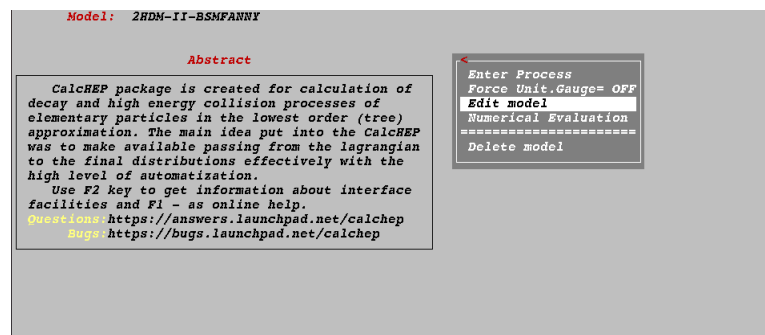 Model: 2HDM-II-BSMFANNY
Abstract
CalcHEP package is created for calculation of
decay and high energy collision processes of
elementary particles in the lowest order (tree)
approximation. The main idea put into the CalcHEP
was to make available passing from the lagrangian
to the final distributions effectively with the
high level of automatization.
Use F2 key to get information about interface
facilities and F1 - as online help.
Questions:https://answers.launchpad.net/calchep
Bugs:https://bugs.launchpad.net/calchep
<
Enter Process
Force Unit.Gauge= OFF
Edit model
Numerical Evaluation
=====================
Delete model